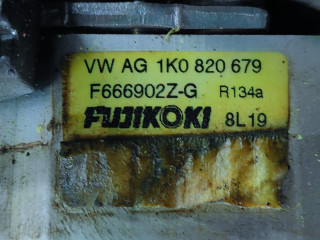 VW AG 1K0 820 679
F666902Z-G R134a
FUJIKOKI 8L19